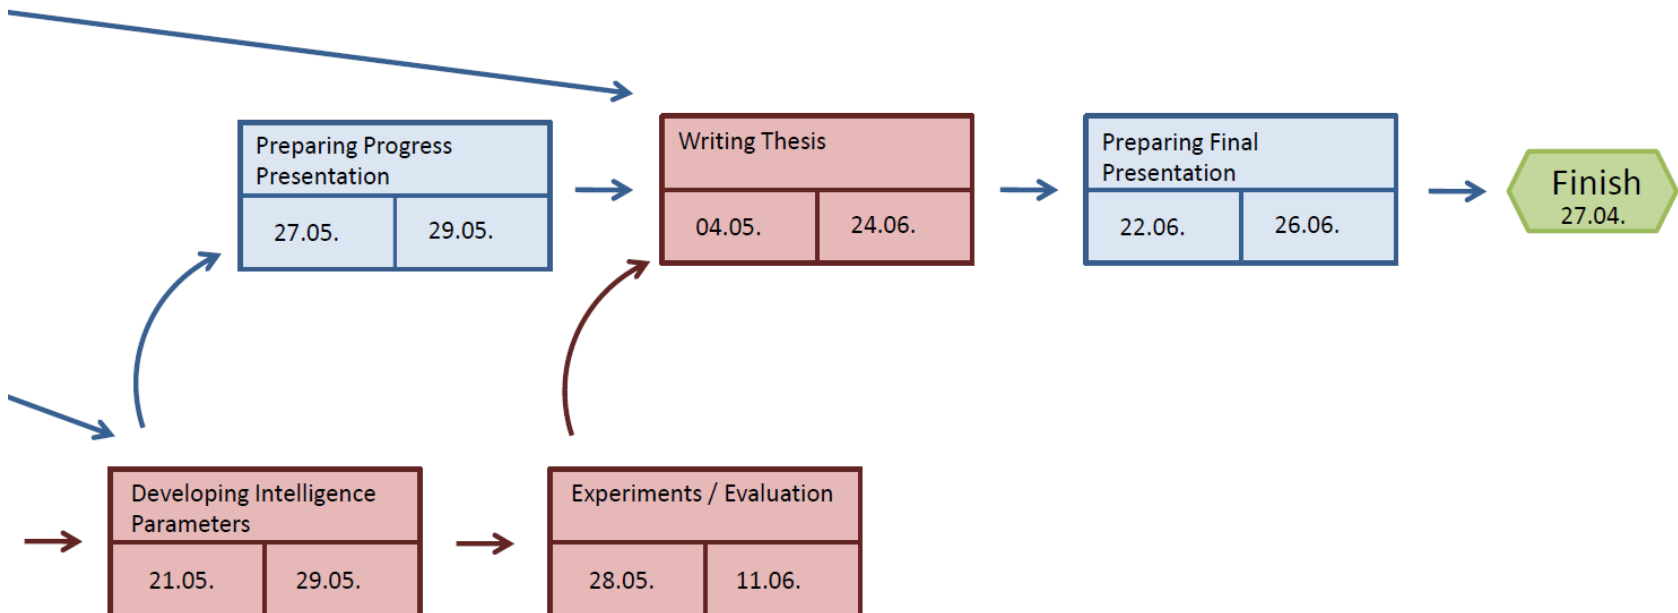 Preparing Progress
Presentation
27.05.
29.05.
Writing Thesis
04.05.
24.06.
Preparing Final
Presentation
22.06.
26.06.
Finish
27.04.
Developing Intelligence
Parameters
21.05.
29.05.
Experiments / Evaluation
28.05.
11.06.